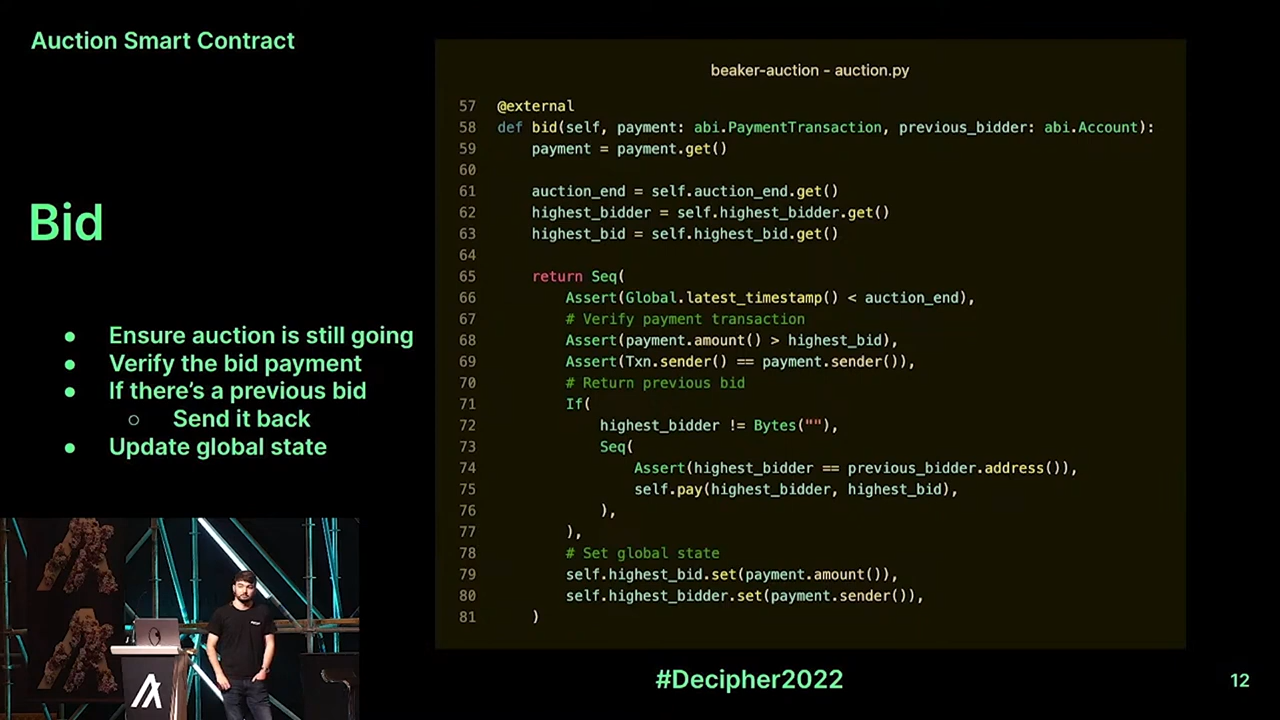 Auction Smart Contract
Bid
● Ensure auction is still going
● Verify the bid payment
● If there's a previous bid
○ Send it back
● Update global state
beaker-auction - auction.py
57 @external
58 def bid(self, payment: abi.PaymentTransaction, previous_bidder: abi.Account):
59     payment = payment.get()
60
61     auction_end = self.auction_end.get()
62     highest_bidder = self.highest_bidder.get()
63     highest_bid = self.highest_bid.get()
64
65     return Seq(
66         Assert(Global.latest_timestamp() < auction_end),
67         # Verify payment transaction
68         Assert(payment.amount() > highest_bid),
69         Assert(Txn.sender() == payment.sender()),
70         # Return previous bid
71         If(
72             highest_bidder != Bytes(""),
73             Seq(
74                 Assert(highest_bidder == previous_bidder.address()),
75                 self.pay(highest_bidder, highest_bid),
76             ),
77         ),
78         # Set global state
79         self.highest_bid.set(payment.amount()),
80         self.highest_bidder.set(payment.sender()),
81     )
#Decipher2022
12